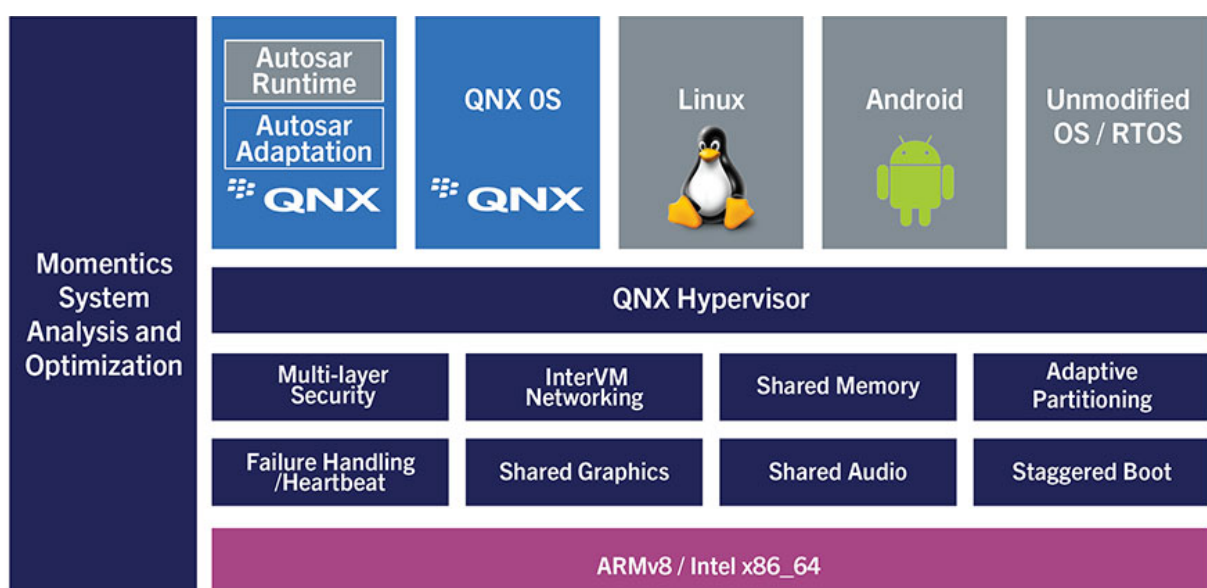 Autosar
Runtime
Autosar
Adaptation
QNX
QNX 0S
QNX
Linux
Android
Unmodified
OS / RTOS
Momentics
System
Analysis and
Optimization
QNX Hypervisor
Multi-layer
Security
InterVM
Networking
Shared Memory
Adaptive
Partitioning
Failure Handling
/Heartbeat
Shared Graphics
Shared Audio
Staggered Boot
ARMv8 / Intel x86_64